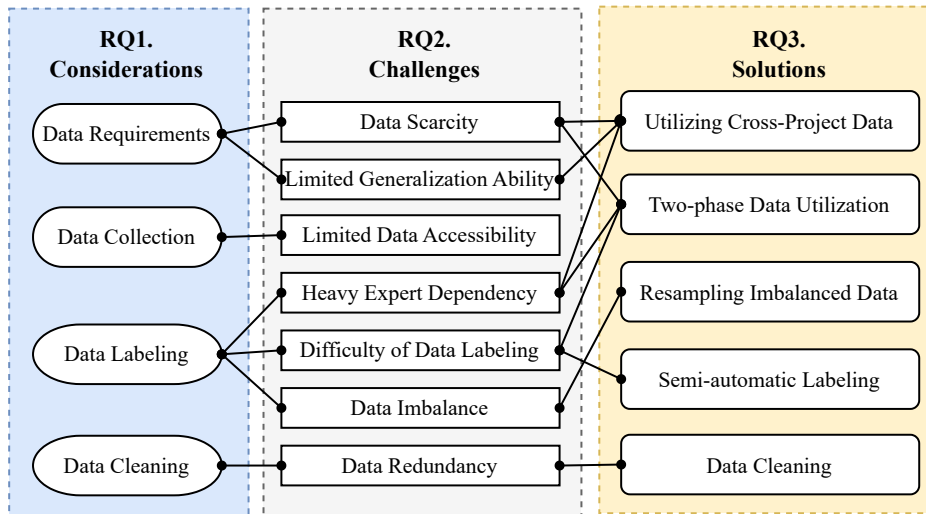 RQ1.
Considerations
RQ2.
Challenges
RQ3.
Solutions
Data Requirements
Data Collection
Data Labeling
Data Cleaning
Data Scarcity
Limited Generalization Ability
Limited Data Accessibility
Heavy Expert Dependency
Difficulty of Data Labeling
Data Imbalance
Data Redundancy
Utilizing Cross-Project Data
Two-phase Data Utilization
Resampling Imbalanced Data
Semi-automatic Labeling
Data Cleaning